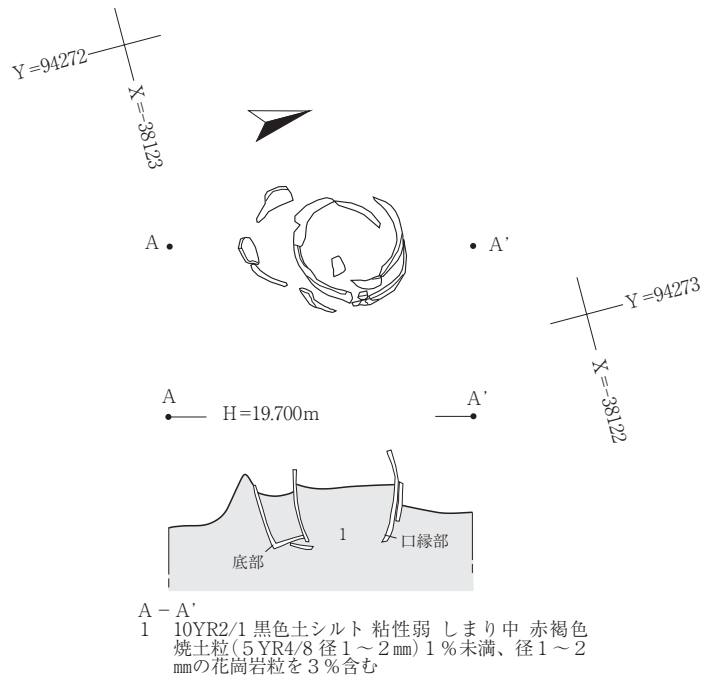 Y=94272
X=-38123
A
A’
Y=94273
X=-38122
A
A’
H=19.700m
1
底部
口縁部
A－A’
1 10YR2/1 黒色土シルト 粘性弱 しまり中 赤褐色
焼土粒(5YR4/8 径1～2㎜)1％未満、径1～2
㎜の花崗岩粒を3％含む